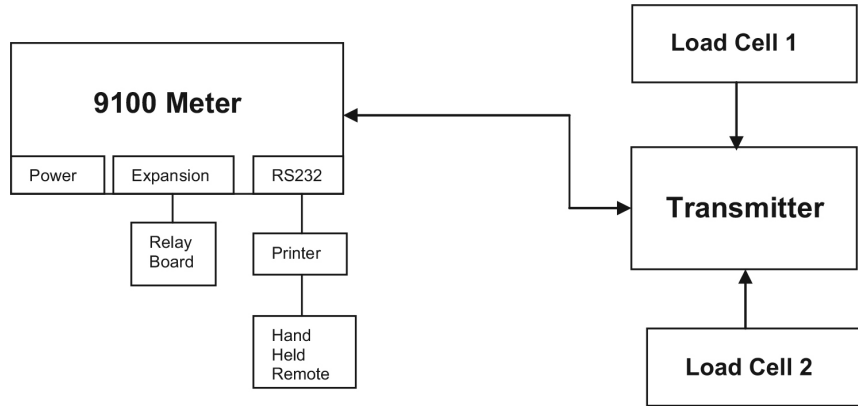 Load Cell 1
9100 Meter
Power
Expansion
RS232
Transmitter
Relay
Board
Printer
Hand
Held
Remote
Load Cell 2